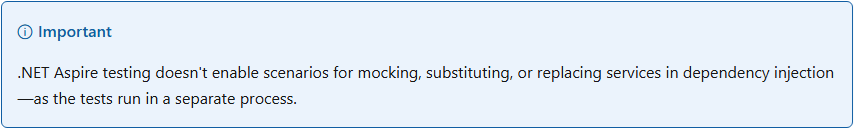 Important
.NET Aspire testing doesn't enable scenarios for mocking, substituting, or replacing services in dependency injection
—as the tests run in a separate process.